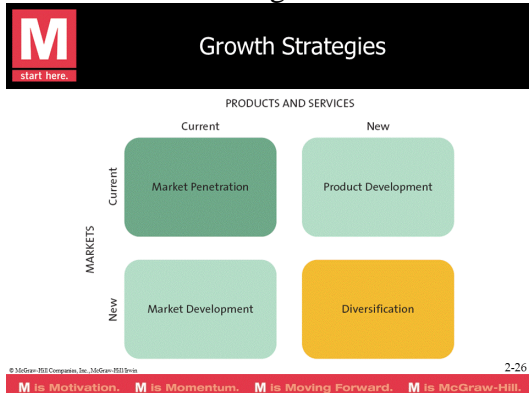 M
start here.
Growth Strategies
PRODUCTS AND SERVICES
Current New
Current
Market Penetration Product Development
MARKETS
New
Market Development Diversification
© McGraw-Hill Companies, Inc., McGraw-Hill/Irwin
2-26
M is Motivation. M is Momentum. M is Moving Forward. M is McGraw-Hill.